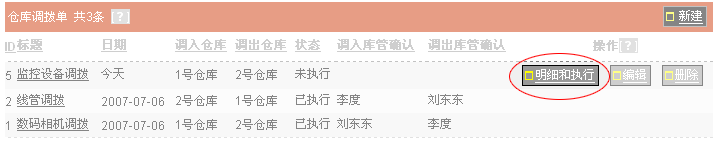 仓库调拨单 共3条 [?] 新建
ID 标题 日期 调入仓库 调出仓库 状态 调入库管确认 调出库管确认 操作[?]
5 监控设备调拨 今天 1号仓库 2号仓库 未执行 明细和执行 编辑 删除
2 线管调拨 2007-07-06 2号仓库 1号仓库 已执行 李度 刘东东
1 数码相机调拨 2007-07-06 1号仓库 2号仓库 已执行 刘东东 李度